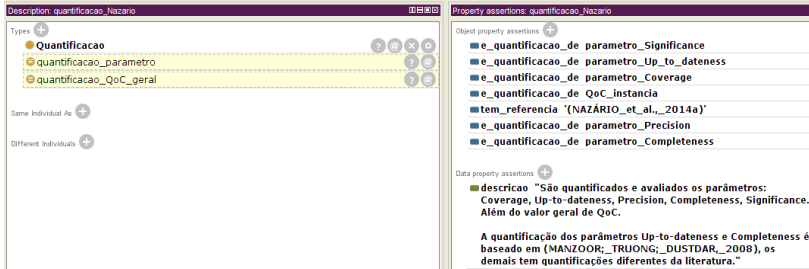 Description: quantificacao_Nazario
Types
Quantificacao
quantificacao_parametro
quantificacao_QoC_geral
Same Individual As
Different Individuals
Property assertions: quantificacao_Nazario
Object property assertions
e_quantificacao_de parametro_Significance
e_quantificacao_de parametro_Up_to_dateness
e_quantificacao_de parametro_Coverage
e_quantificacao_de QoC_instancia
tem_referencia '(NAZÁRIO_et_al.,_2014a)'
e_quantificacao_de parametro_Precision
e_quantificacao_de parametro_Completeness
Data property assertions
descricao "São quantificados e avaliados os parâmetros:
Coverage, Up-to-dateness, Precision, Completeness, Significance.
Além do valor geral de QoC.
A quantificação dos parâmetros Up-to-dateness e Completeness é
baseado em (MANZOOR;_TRUONG;_DUSTDAR,_2008), os
demais tem quantificações diferentes da literatura."